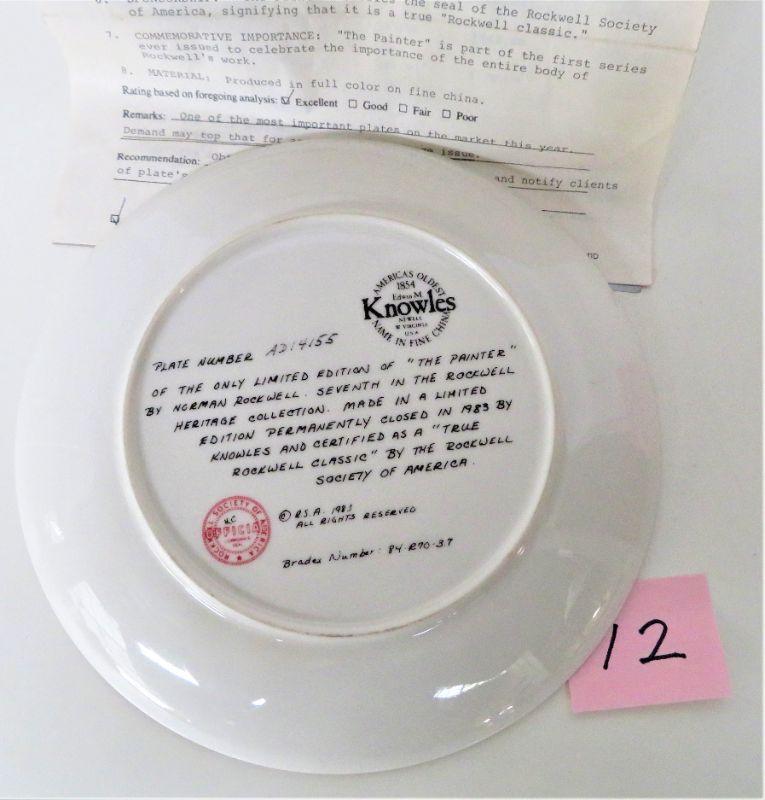 the seal of the Rockwell Society
of America, signifying that it is a true "Rockwell classic."
7. COMMEMORATIVE IMPORTANCE: "The Painter" is part of the first series
ever issued to celebrate the importance of the entire body of
Rockwell's work.
8. MATERIAL: Produced in full color on fine china.
Rating based on foregoing analysis: ☑ Excellent ☐ Good ☐ Fair ☐ Poor
Remarks: One of the most important plates on the market this year.
Demand may top that for issue.
Recommendation: and notify clients
of plate's
AMERICA'S OLDEST
1854
Edwin M.
Knowles
NEWELL
W VIRGINIA
U.S.A
NAME IN FINE CHINA
PLATE NUMBER AD14155
OF THE ONLY LIMITED EDITION OF "THE PAINTER"
BY NORMAN ROCKWELL. SEVENTH IN THE ROCKWELL
HERITAGE COLLECTION. MADE IN A LIMITED
EDITION PERMANENTLY CLOSED IN 1983 BY
KNOWLES AND CERTIFIED AS A "TRUE
ROCKWELL CLASSIC" BY THE ROCKWELL
SOCIETY OF AMERICA.
ROCKWELL SOCIETY OF AMERICA
© R.S.A. 1983
ALL RIGHTS RESERVED
Bradex Number: 84-R70-3.7
12